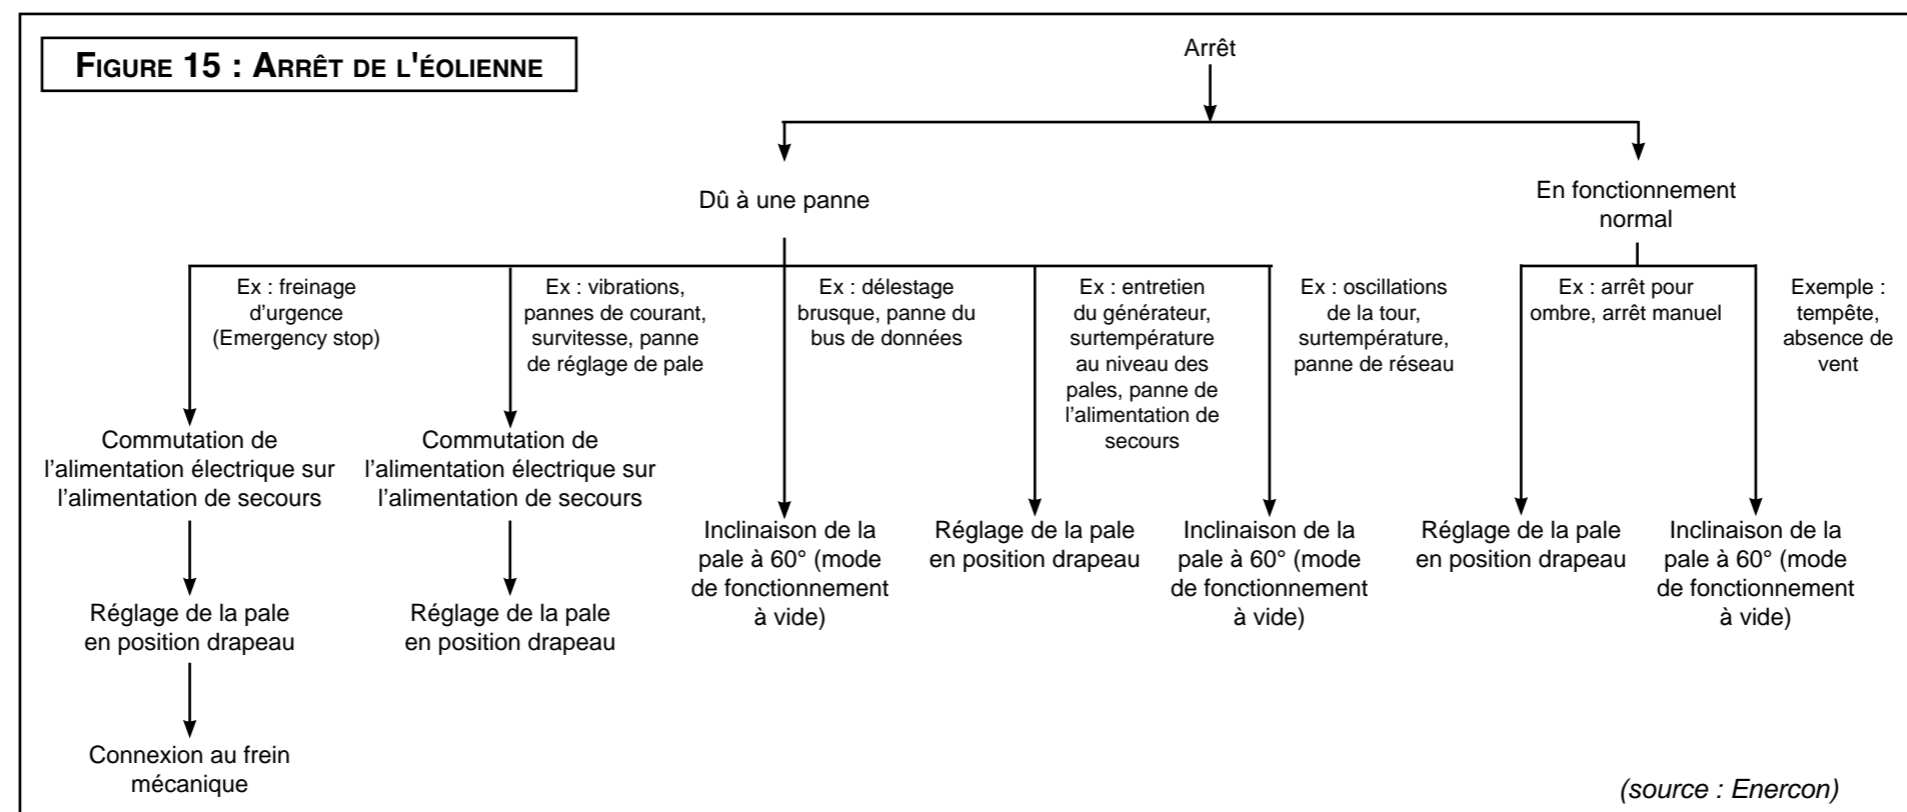 FIGURE 15 : ARRÊT DE L'ÉOLIENNE
Arrêt
Dû à une panne
En fonctionnement
normal
Ex : freinage
d'urgence
(Emergency stop)
Ex : vibrations,
pannes de courant,
survitesse, panne
de réglage de pale
Ex : délestage
brusque, panne du
bus de données
Ex : entretien
du générateur,
surtempérature
au niveau des
pales, panne de
l'alimentation de
secours
Ex : oscillations
de la tour,
surtempérature,
panne de réseau
Ex : arrêt pour
ombre, arrêt manuel
Exemple :
tempête,
absence de
vent
Commutation de
l'alimentation électrique sur
l'alimentation de secours
Commutation de
l'alimentation électrique sur
l'alimentation de secours
Inclinaison de la
pale à 60° (mode
de fonctionnement
à vide)
Réglage de la pale
en position drapeau
Inclinaison de la
pale à 60° (mode
de fonctionnement
à vide)
Réglage de la pale
en position drapeau
Inclinaison de la
pale à 60° (mode
de fonctionnement
à vide)
Réglage de la pale
en position drapeau
Réglage de la pale
en position drapeau
Connexion au frein
mécanique
(source : Enercon)